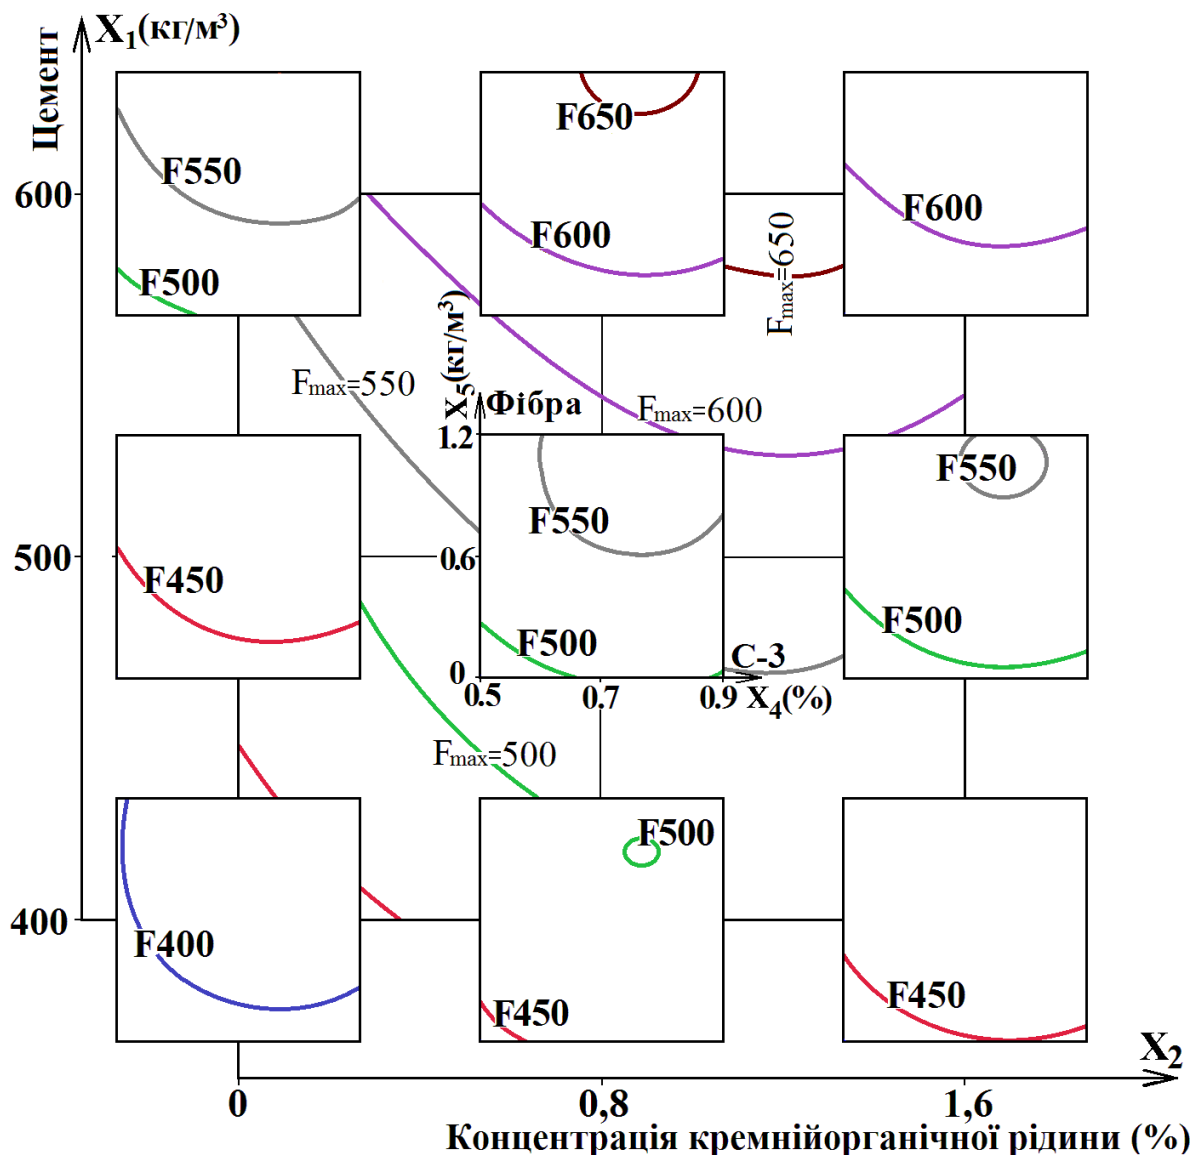 X₁(кг/м³)
Цемент
F650
F550
F600
F600
600
F500
Fmax=650
Fmax=550
X₅(кг/м³)
Фібра
Fmax=600
1.2
F550
F550
500
0.6
F450
F500
F500
0
С-3
0.5
0.7
0.9
X₄(%)
Fmax=500
F500
400
F400
F450
F450
X₂
0
0,8
1,6
Концентрація кремнійорганічної рідини (%)